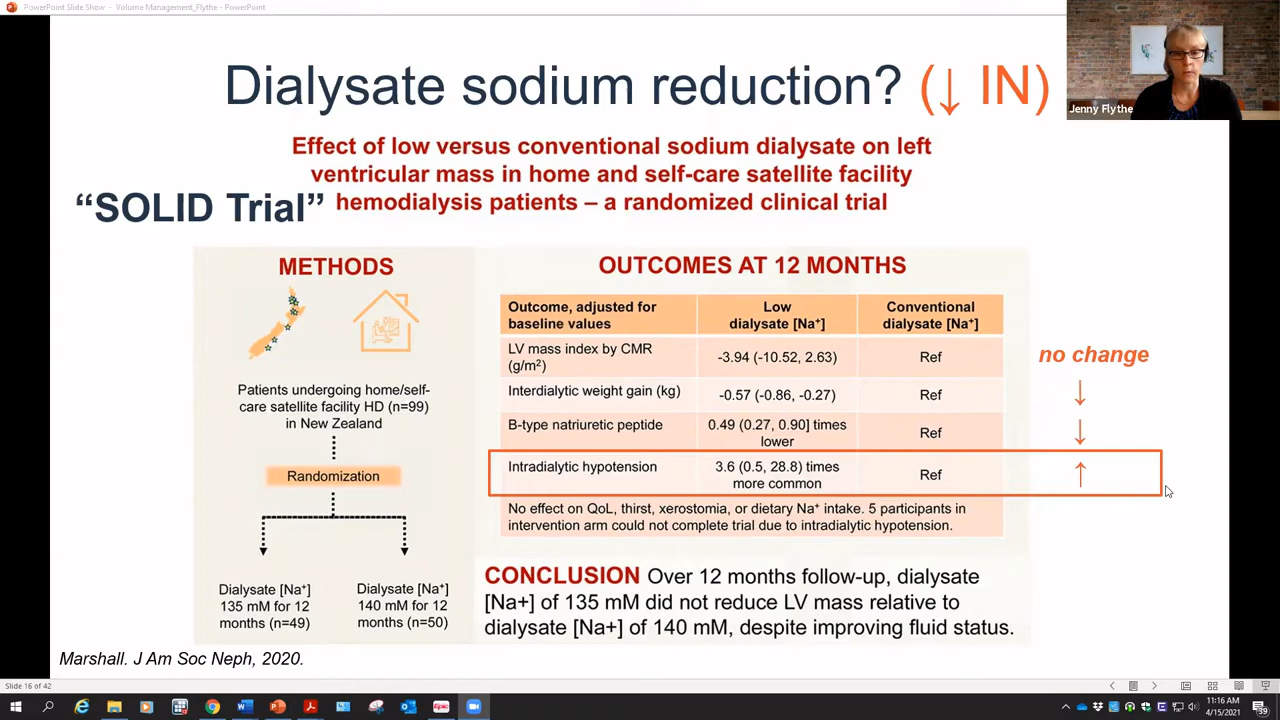 PowerPoint Slide Show - Volume Management_Flythe - PowerPoint
Dialysate sodium reduction? (↓ IN)
Jenny Flythe
Effect of low versus conventional sodium dialysate on left
ventricular mass in home and self-care satellite facility
hemodialysis patients – a randomized clinical trial
“SOLID Trial”
METHODS
Patients undergoing home/self-
care satellite facility HD (n=99)
in New Zealand
Randomization
Dialysate [Na⁺]
135 mM for 12
months (n=49)
Dialysate [Na⁺]
140 mM for 12
months (n=50)
OUTCOMES AT 12 MONTHS
Outcome, adjusted for
baseline values
Low
dialysate [Na⁺]
Conventional
dialysate [Na⁺]
LV mass index by CMR
(g/m²)
-3.94 (-10.52, 2.63)
Ref
no change
Interdialytic weight gain (kg)
-0.57 (-0.86, -0.27)
Ref
↓
B-type natriuretic peptide
0.49 (0.27, 0.90] times
lower
Ref
↓
Intradialytic hypotension
3.6 (0.5, 28.8) times
more common
Ref
↑
No effect on QoL, thirst, xerostomia, or dietary Na⁺ intake. 5 participants in
intervention arm could not complete trial due to intradialytic hypotension.
CONCLUSION Over 12 months follow-up, dialysate
[Na+] of 135 mM did not reduce LV mass relative to
dialysate [Na+] of 140 mM, despite improving fluid status.
Marshall. J Am Soc Neph, 2020.
Slide 16 of 42
11:16 AM
4/15/2021
39